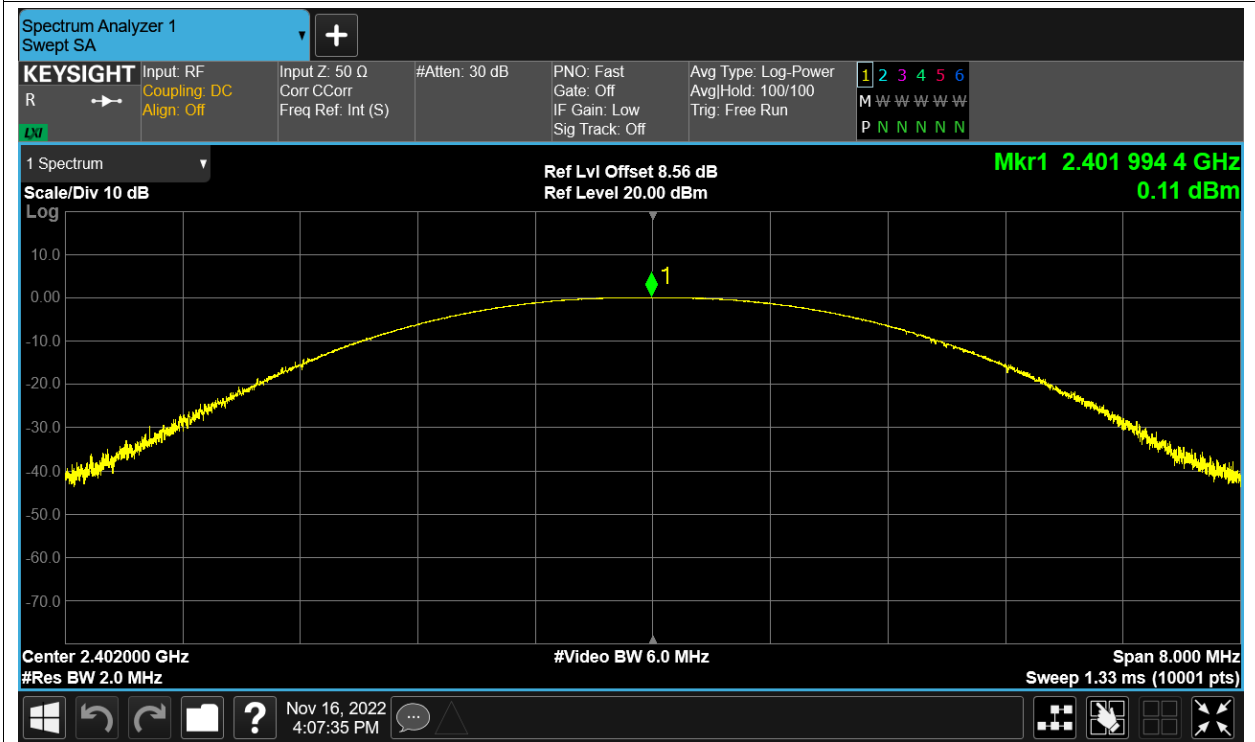 Spectrum Analyzer 1
Swept SA
+
KEYSIGHT
R
LXI
Input: RF
Coupling: DC
Align: Off
Input Z: 50 Ω
Corr CCorr
Freq Ref: Int (S)
#Atten: 30 dB
PNO: Fast
Gate: Off
IF Gain: Low
Sig Track: Off
Avg Type: Log-Power
Avg|Hold: 100/100
Trig: Free Run
1 2 3 4 5 6
M W W W W W
P N N N N N
1 Spectrum
Scale/Div 10 dB
Log
Ref Lvl Offset 8.56 dB
Ref Level 20.00 dBm
Mkr1 2.401 994 4 GHz
0.11 dBm
1
10.0
0.00
-10.0
-20.0
-30.0
-40.0
-50.0
-60.0
-70.0
Center 2.402000 GHz
#Res BW 2.0 MHz
#Video BW 6.0 MHz
Span 8.000 MHz
Sweep 1.33 ms (10001 pts)
?
Nov 16, 2022
4:07:35 PM